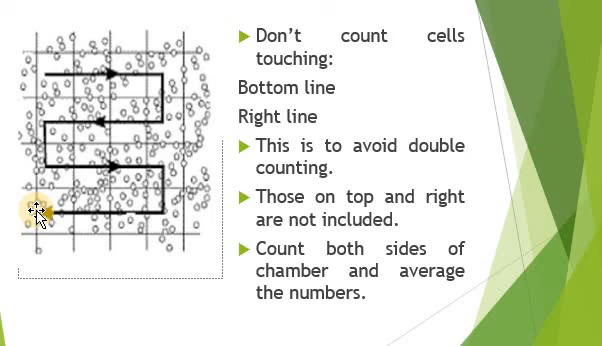 Don't count cells
touching:
Bottom line
Right line
This is to avoid double
counting.
Those on top and right
are not included.
Count both sides of
chamber and average
the numbers.